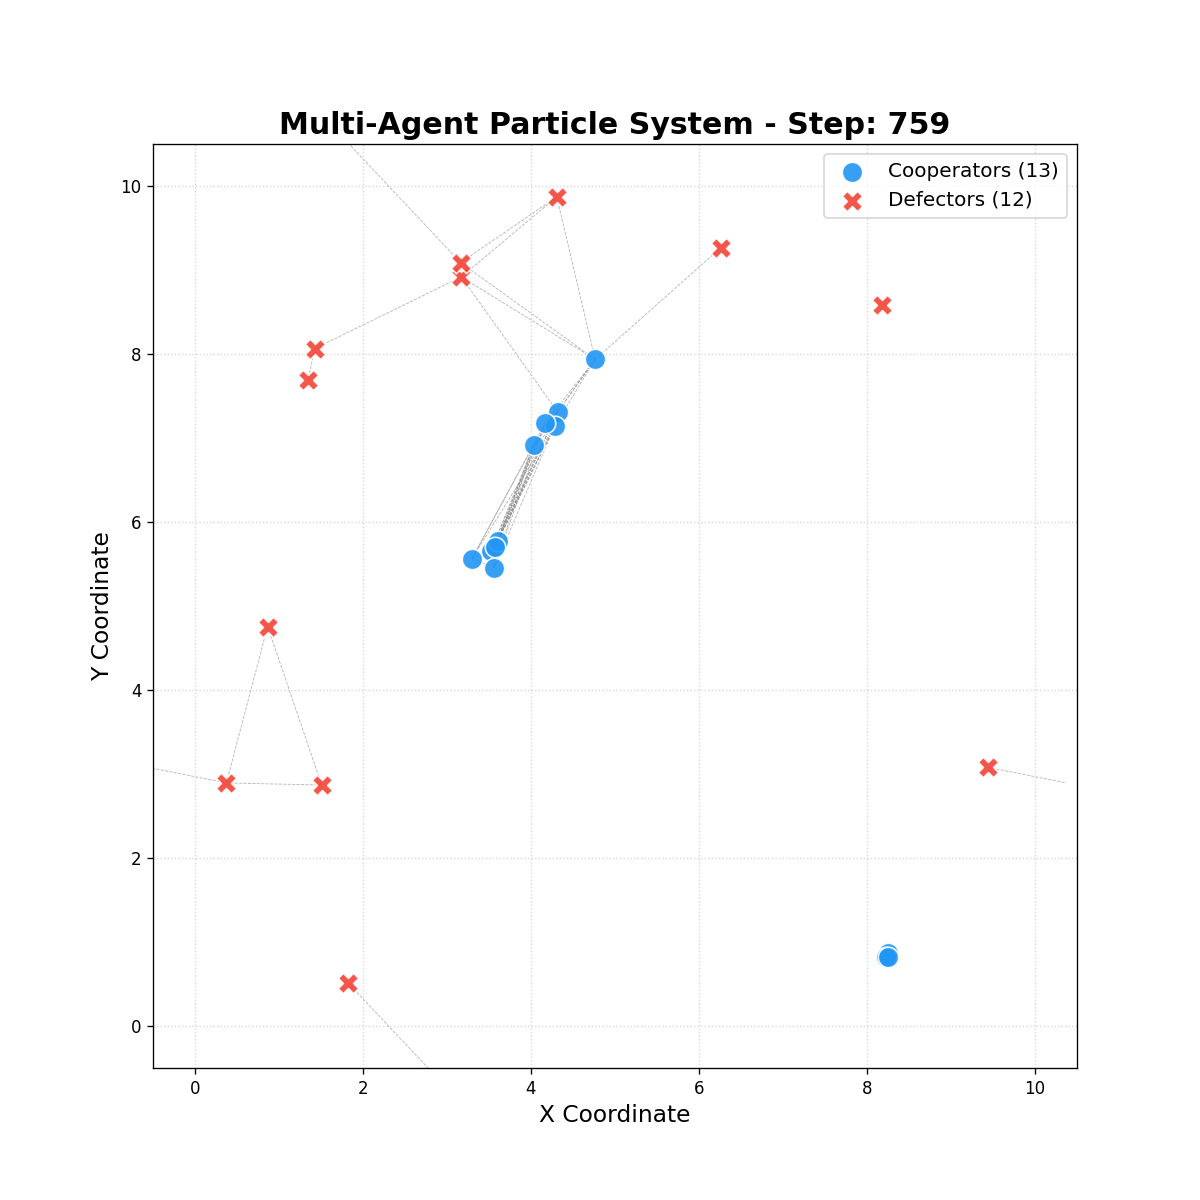 Multi-Agent Particle System - Step: 759
Cooperators (13)
Defectors (12)
10
8
6
4
2
0
Y Coordinate
0 2 4 6 8 10
X Coordinate